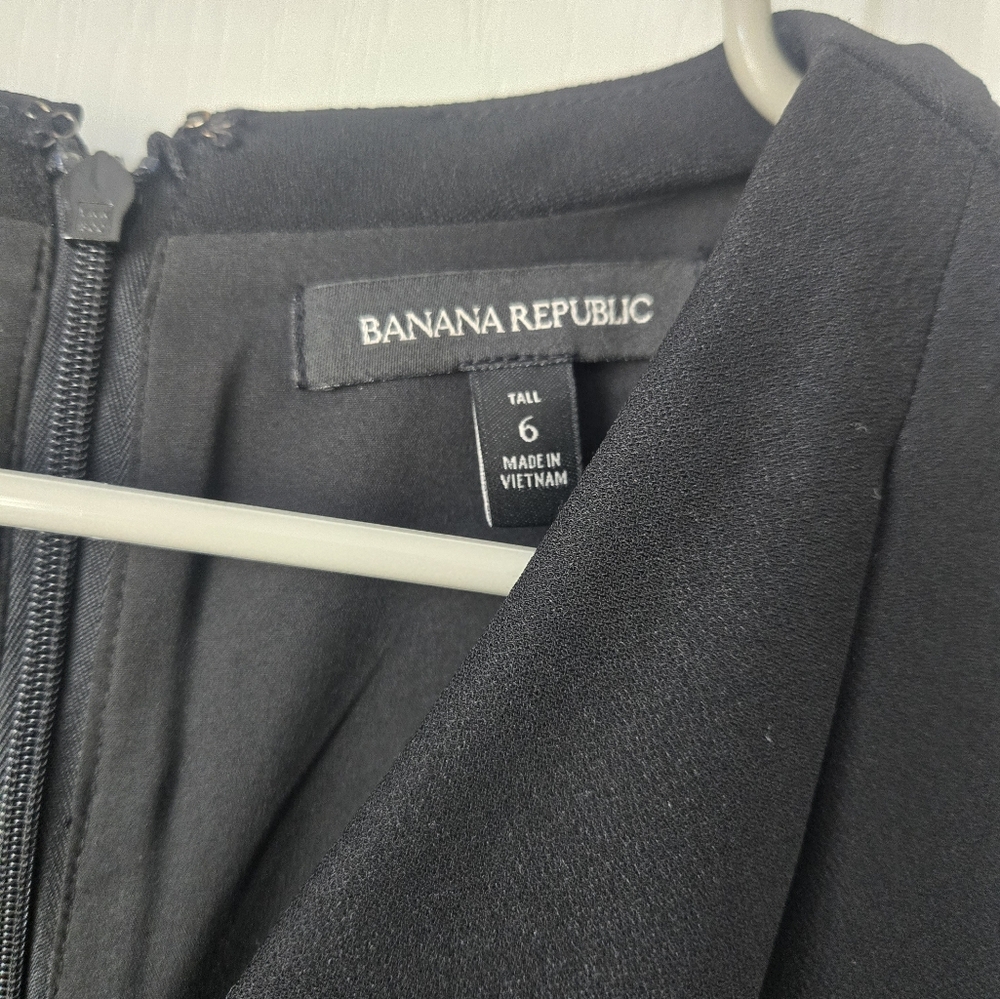 BANANA REPUBLIC
TALL
6
MADE IN
VIETNAM